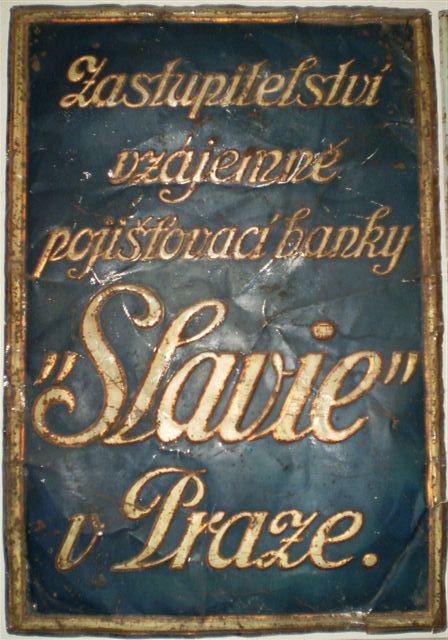 Zastupitelství
vzájemné
pojišťovací banky
"Slavie"
v Praze.